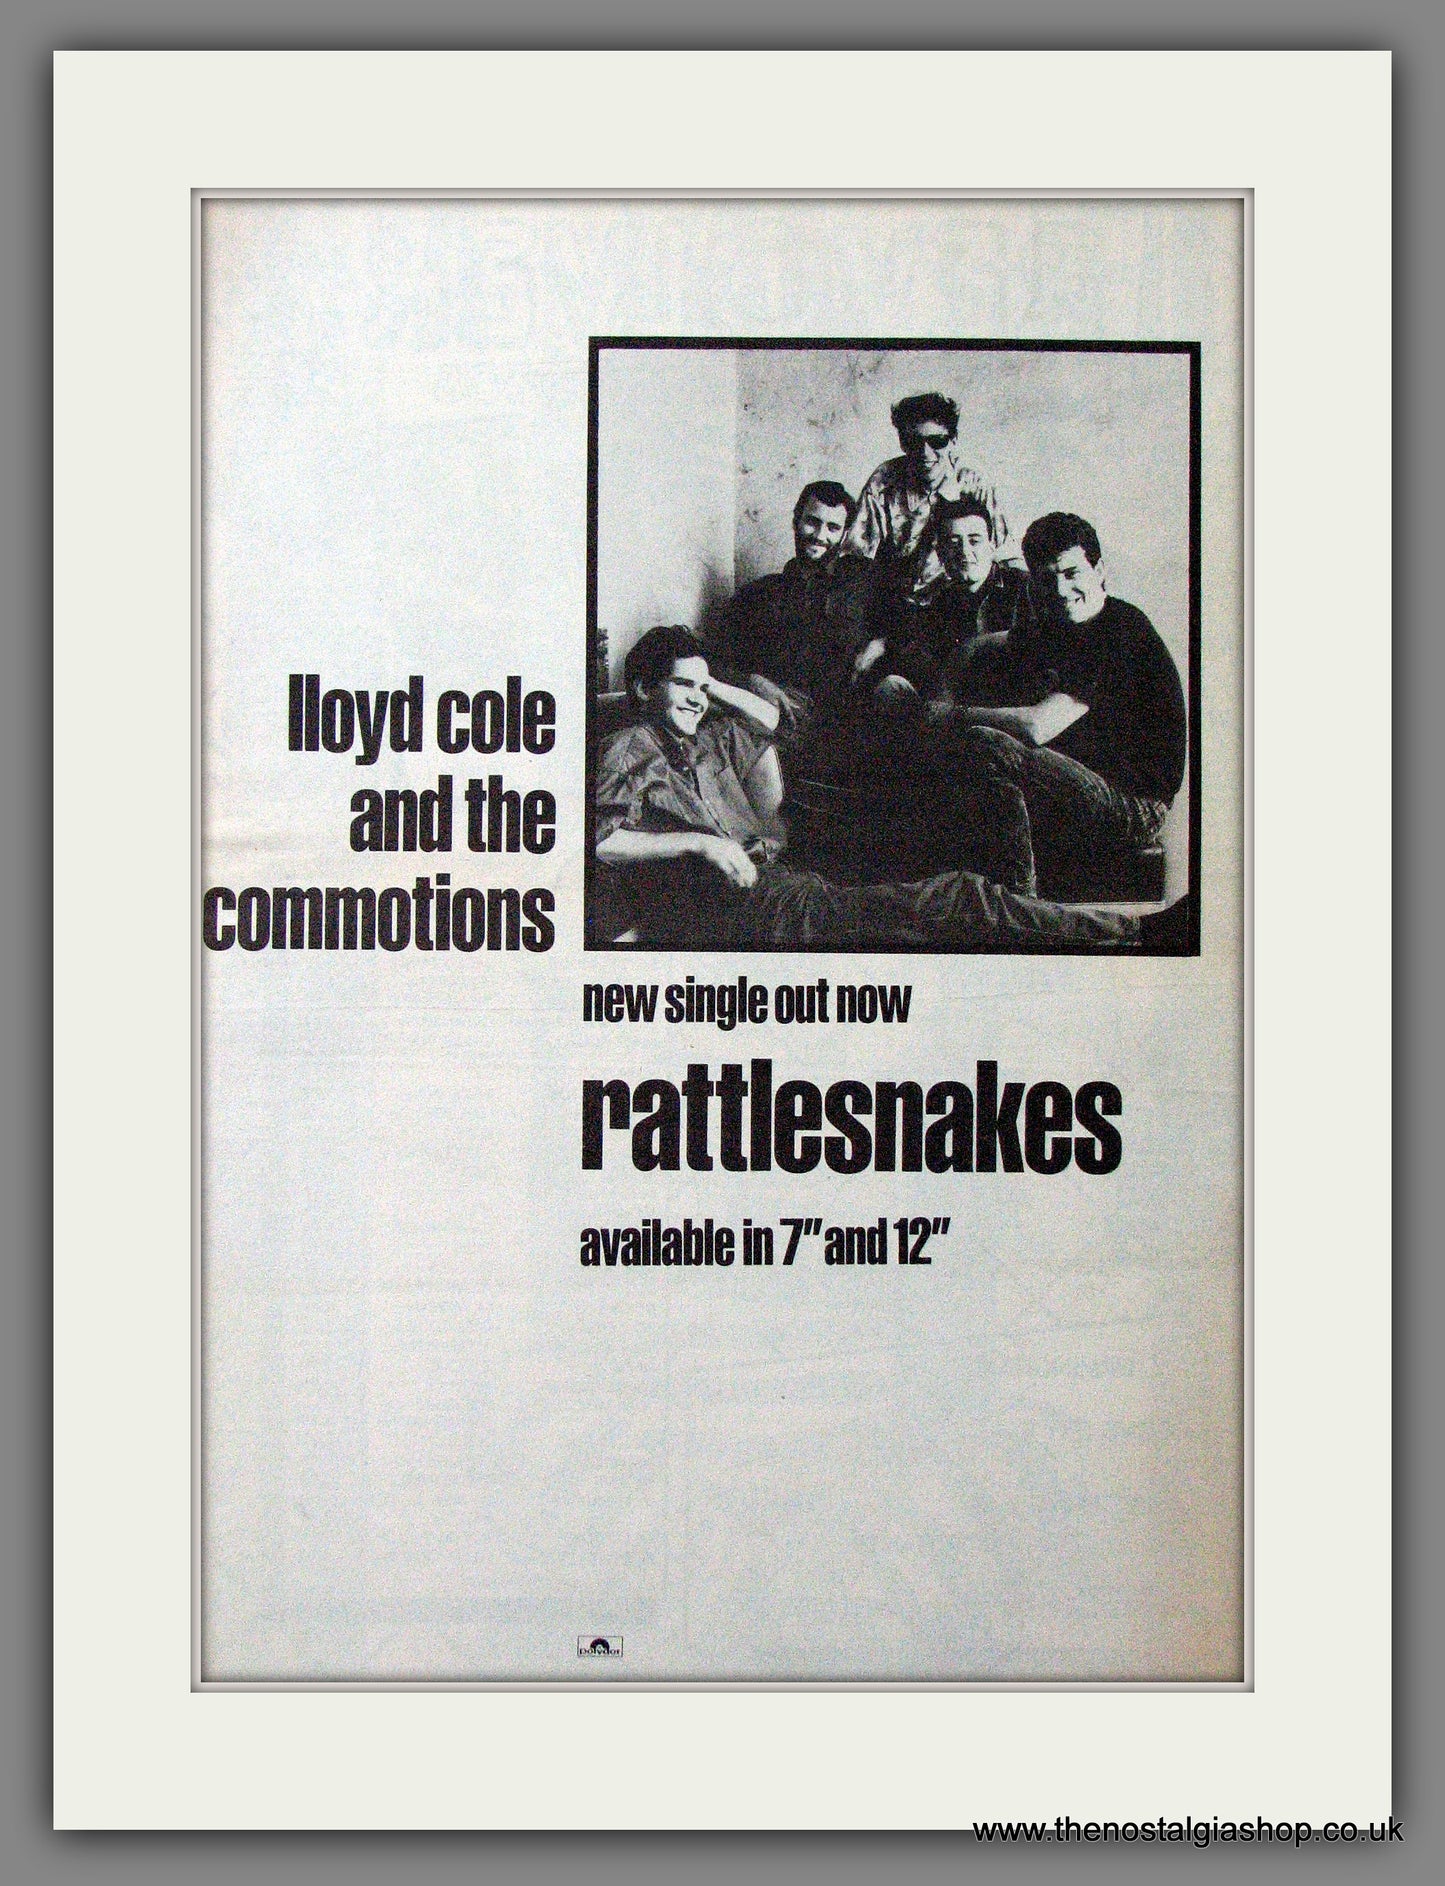 lloyd cole
and the
commotions
new single out now
rattlesnakes
available in 7" and 12"
polydor
www.thenostalgiashop.co.uk